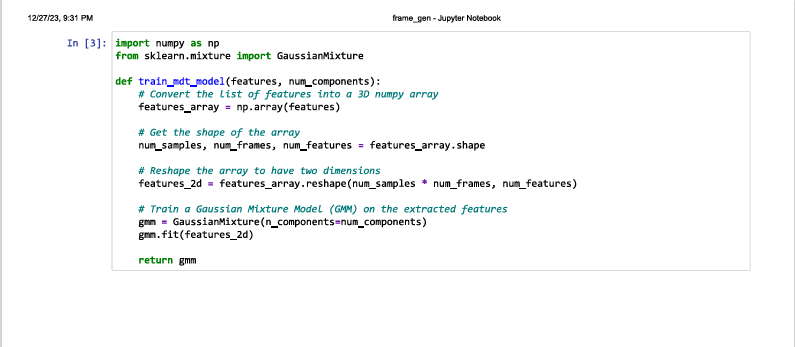 12/27/23, 9:31 PM
frame_gen - Jupyter Notebook
In [3]:
import numpy as np
from sklearn.mixture import GaussianMixture
def train_mdt_model(features, num_components):
# Convert the list of features into a 3D numpy array
features_array = np.array(features)
# Get the shape of the array
num_samples, num_frames, num_features = features_array.shape
# Reshape the array to have two dimensions
features_2d = features_array.reshape(num_samples * num_frames, num_features)
# Train a Gaussian Mixture Model (GMM) on the extracted features
gmm = GaussianMixture(n_components=num_components)
gmm.fit(features_2d)
return gmm